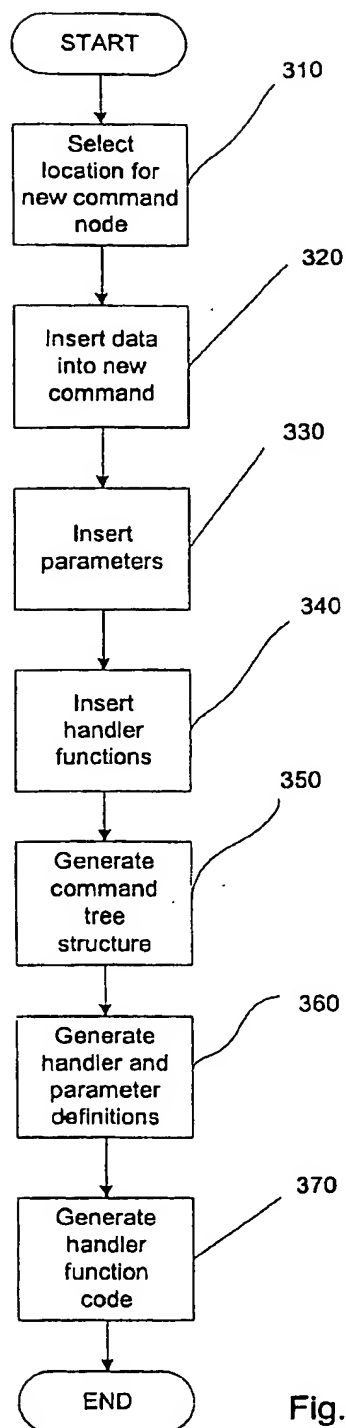 START
310
Select
location for
new command
node
320
Insert data
into new
command
330
Insert
parameters
340
Insert
handler
functions
350
Generate
command
tree
structure
360
Generate
handler and
parameter
definitions
370
Generate
handler
function
code
END
Fig.